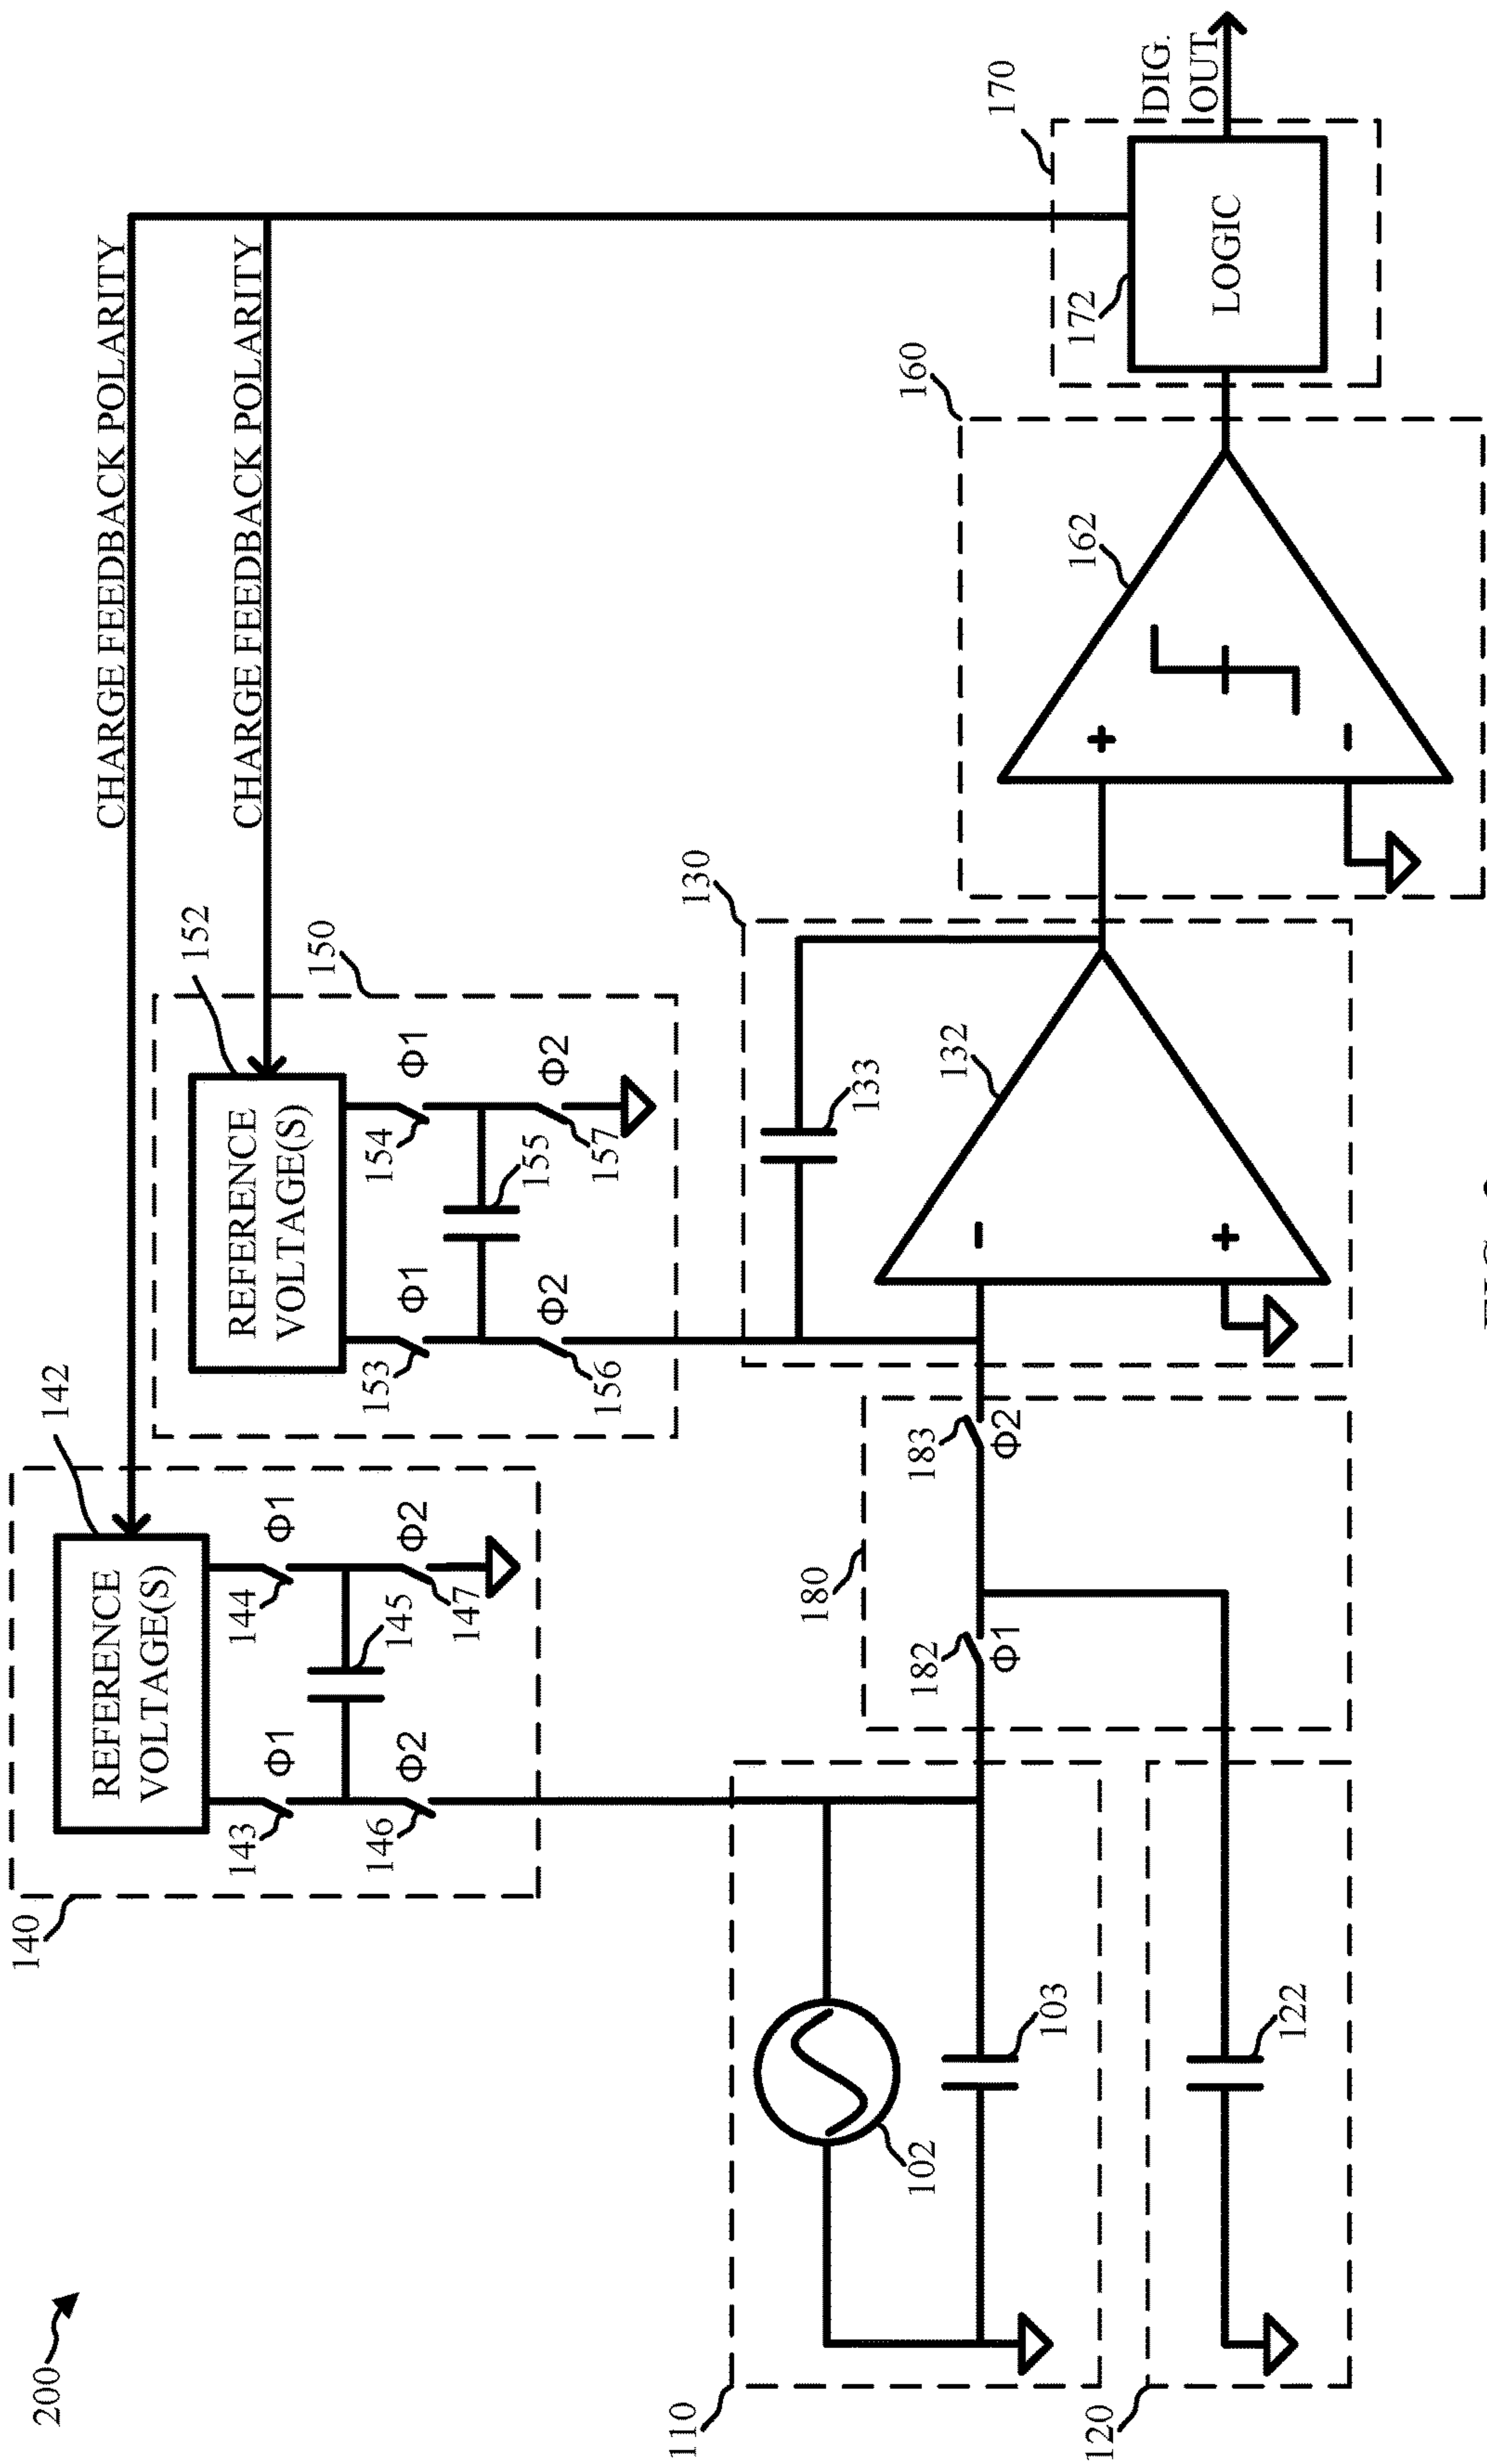 200
140
142
REFERENCE
VOLTAGE(S)
CHARGE FEEDBACK POLARITY
143
Φ1
144
Φ1
145
146
Φ2
147
Φ2
152
REFERENCE
VOLTAGE(S)
CHARGE FEEDBACK POLARITY
150
153
Φ1
154
Φ1
155
156
Φ2
157
Φ2
110
102
103
180
182
Φ1
183
Φ2
130
133
132
-
+
160
162
+
-
170
172
LOGIC
DIG.
OUT
120
122